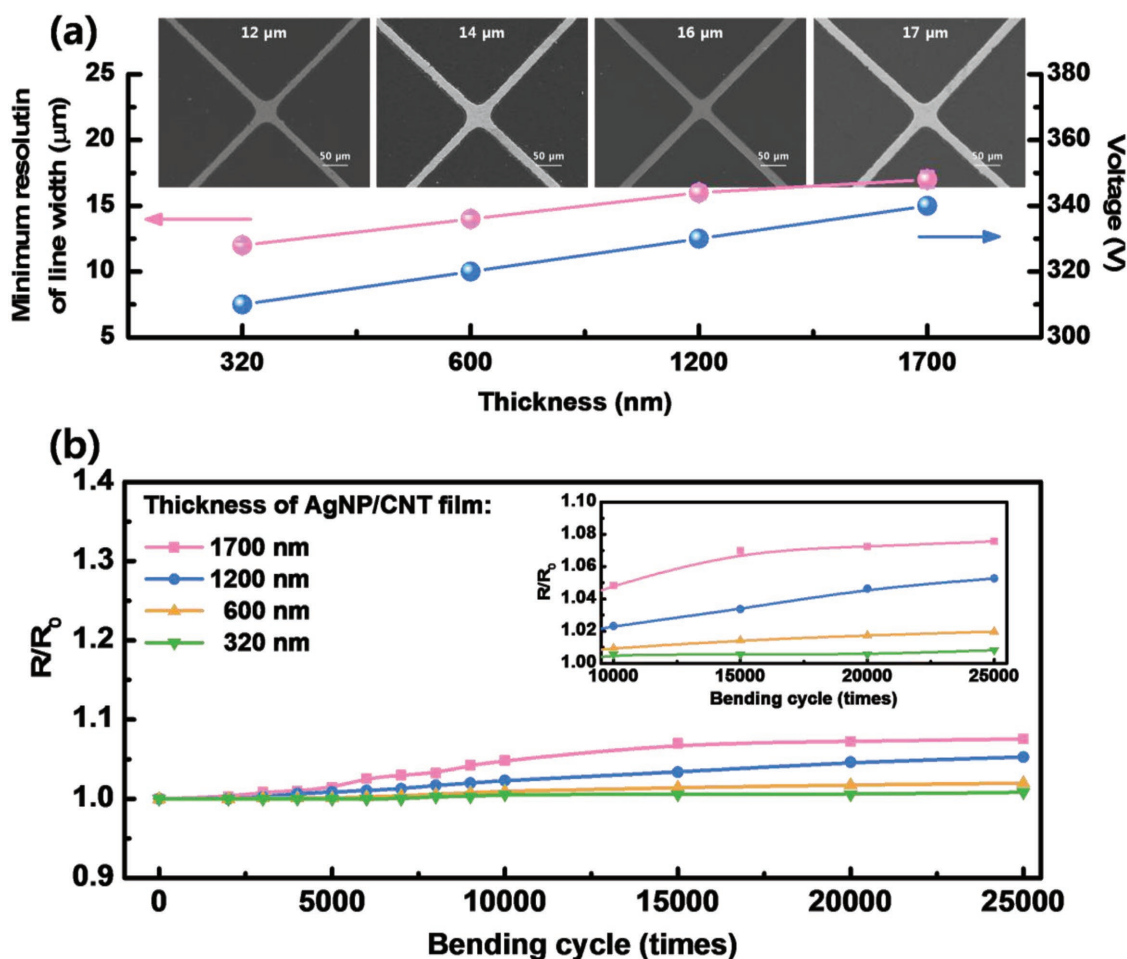 (a)
12 μm
14 μm
16 μm
17 μm
50 μm
50 μm
50 μm
50 μm
Minimum resolutin
of line width (μm)
25
20
15
10
5
380
360
340
320
300
Voltage (V)
320
600
1200
1700
Thickness (nm)
(b)
R/R0
1.4
1.3
1.2
1.1
1.0
0.9
Thickness of AgNP/CNT film:
1700 nm
1200 nm
600 nm
320 nm
R/R0
1.10
1.08
1.06
1.04
1.02
1.00
10000
15000
20000
25000
Bending cycle (times)
0
5000
10000
15000
20000
25000
Bending cycle (times)